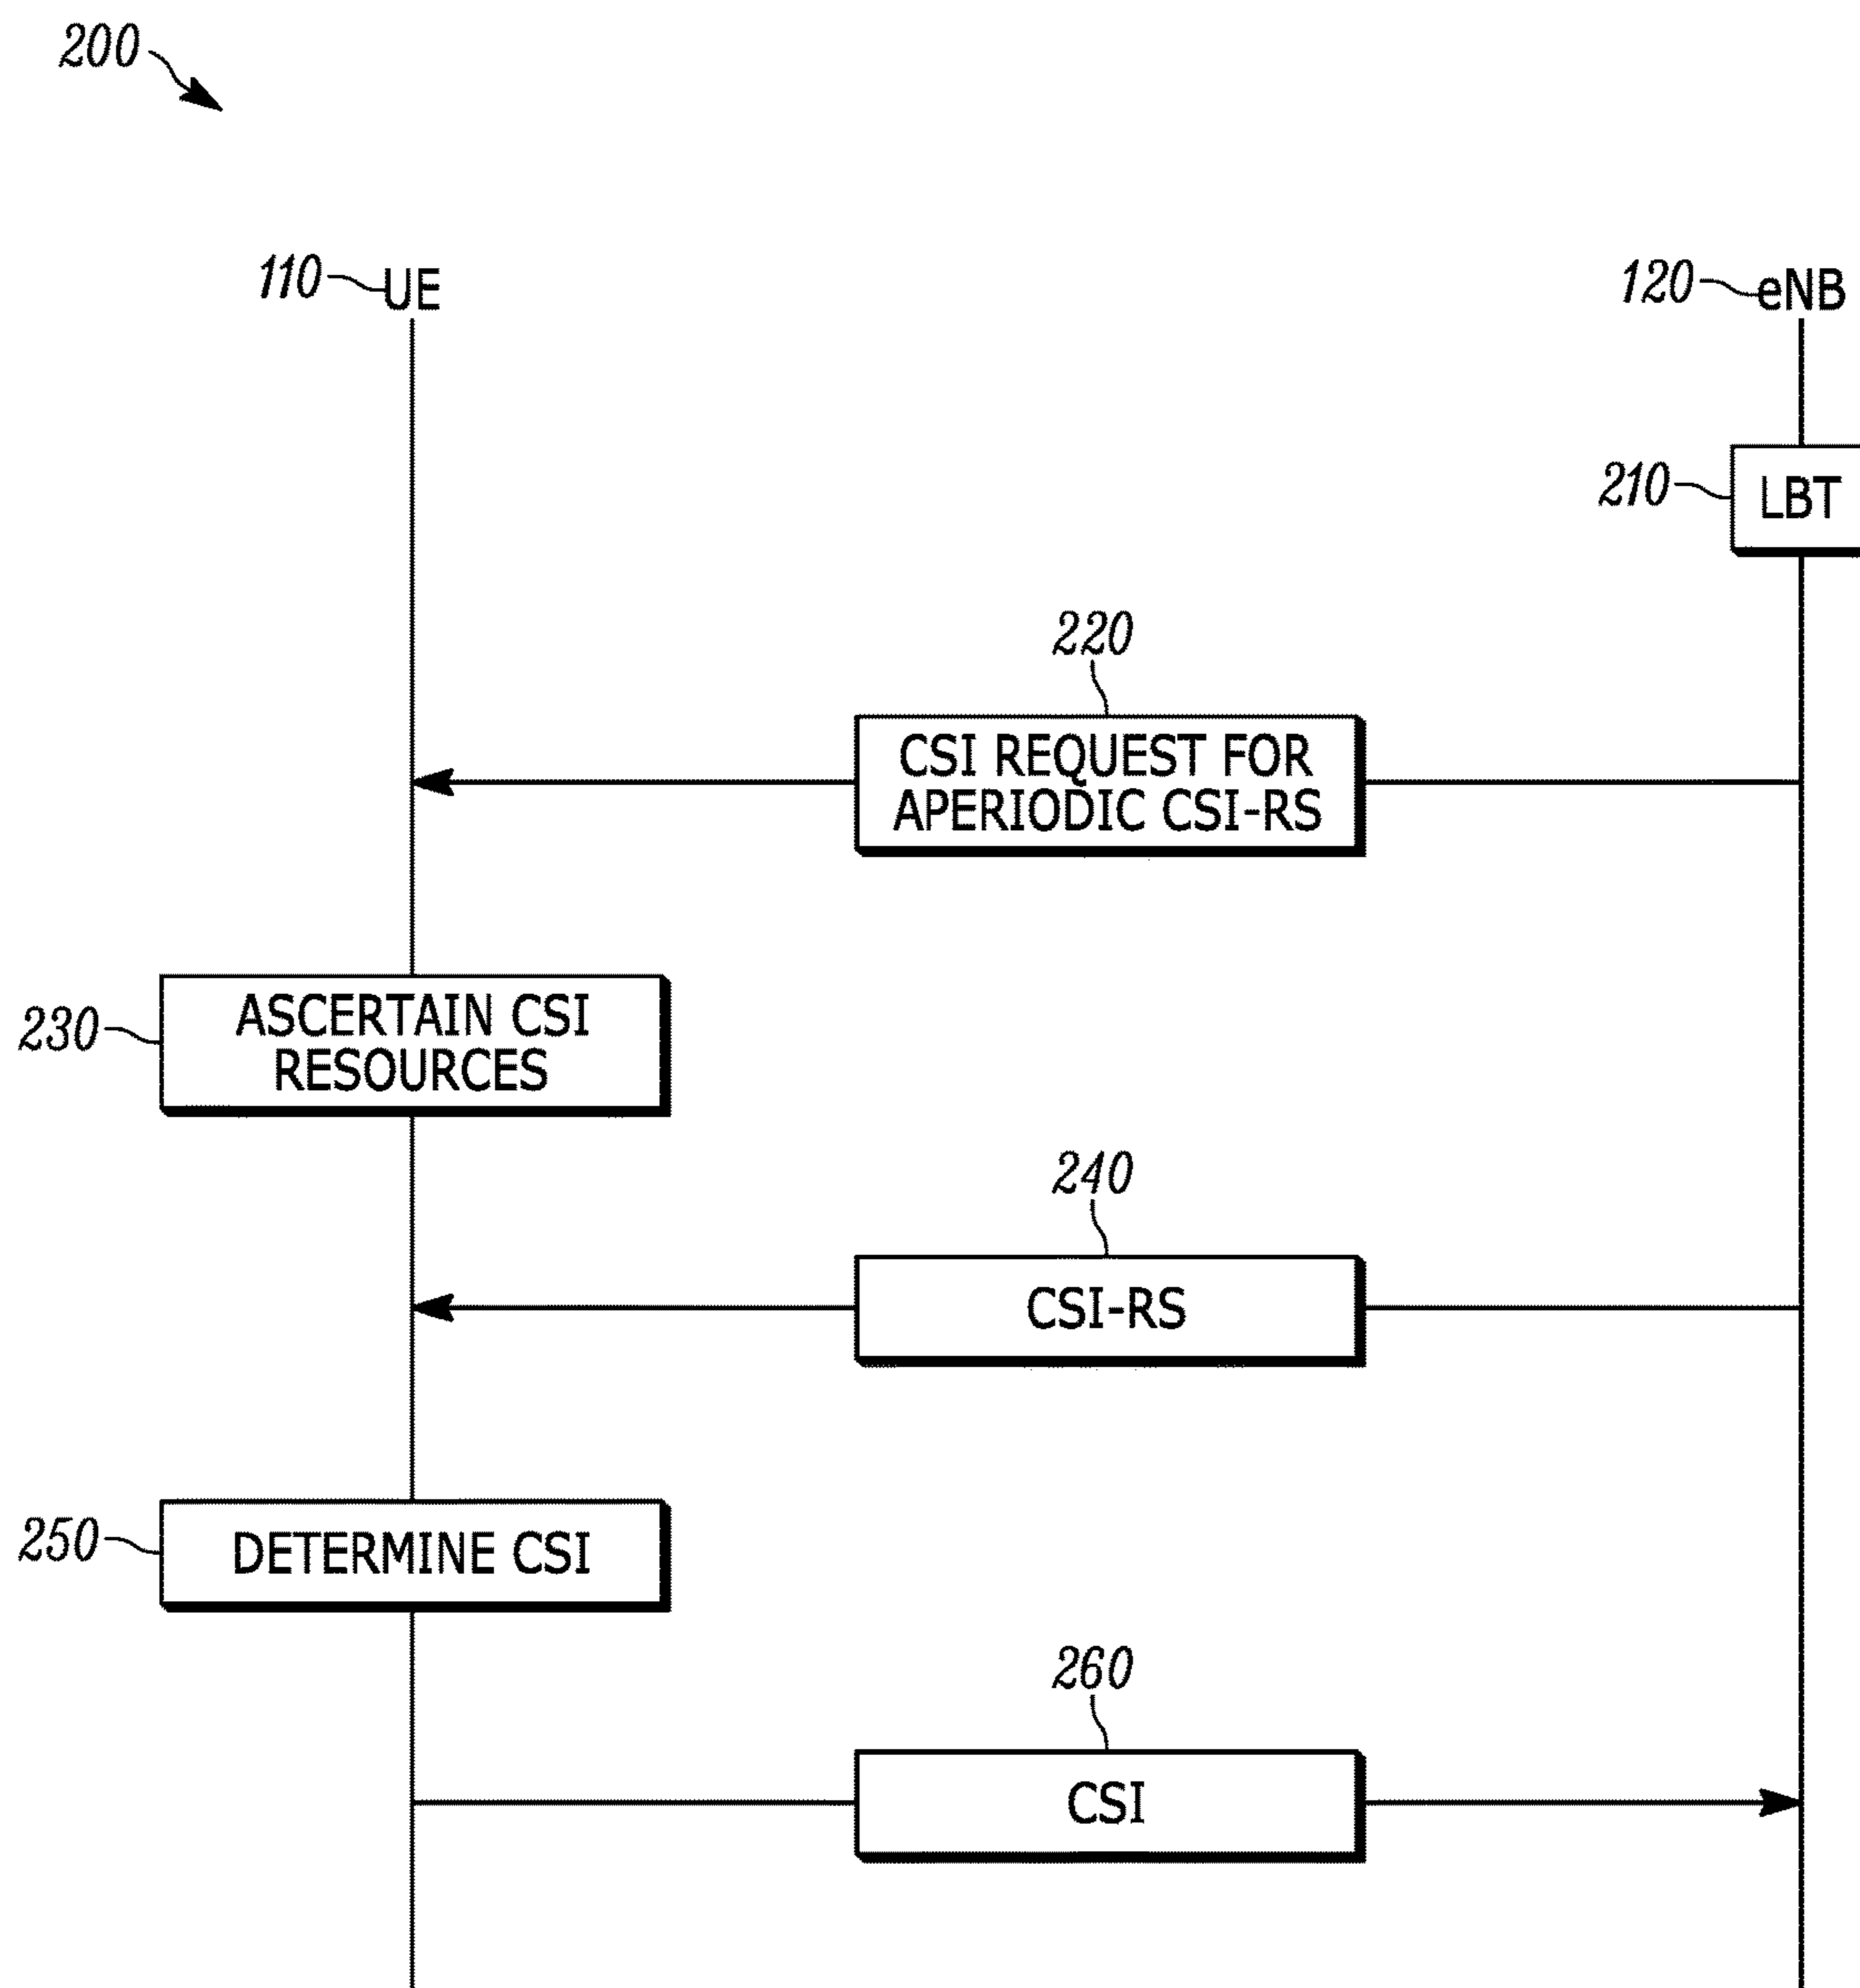 200
110 UE
120 eNB
210 LBT
220
CSI REQUEST FOR
APERIODIC CSI-RS
230 ASCERTAIN CSI
RESOURCES
240
CSI-RS
250 DETERMINE CSI
260
CSI